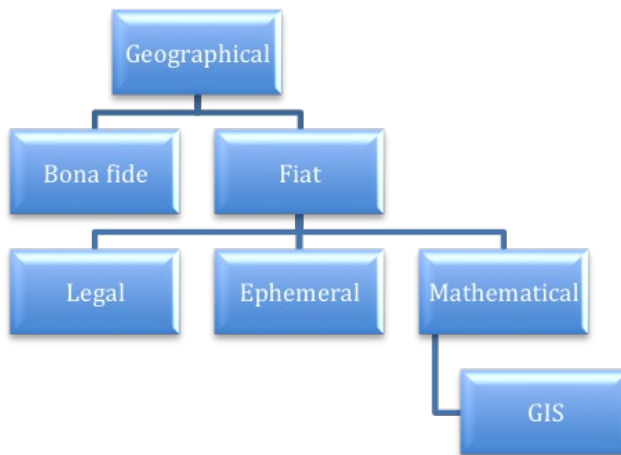 Geographical
Bona fide
Fiat
Legal
Ephemeral
Mathematical
GIS